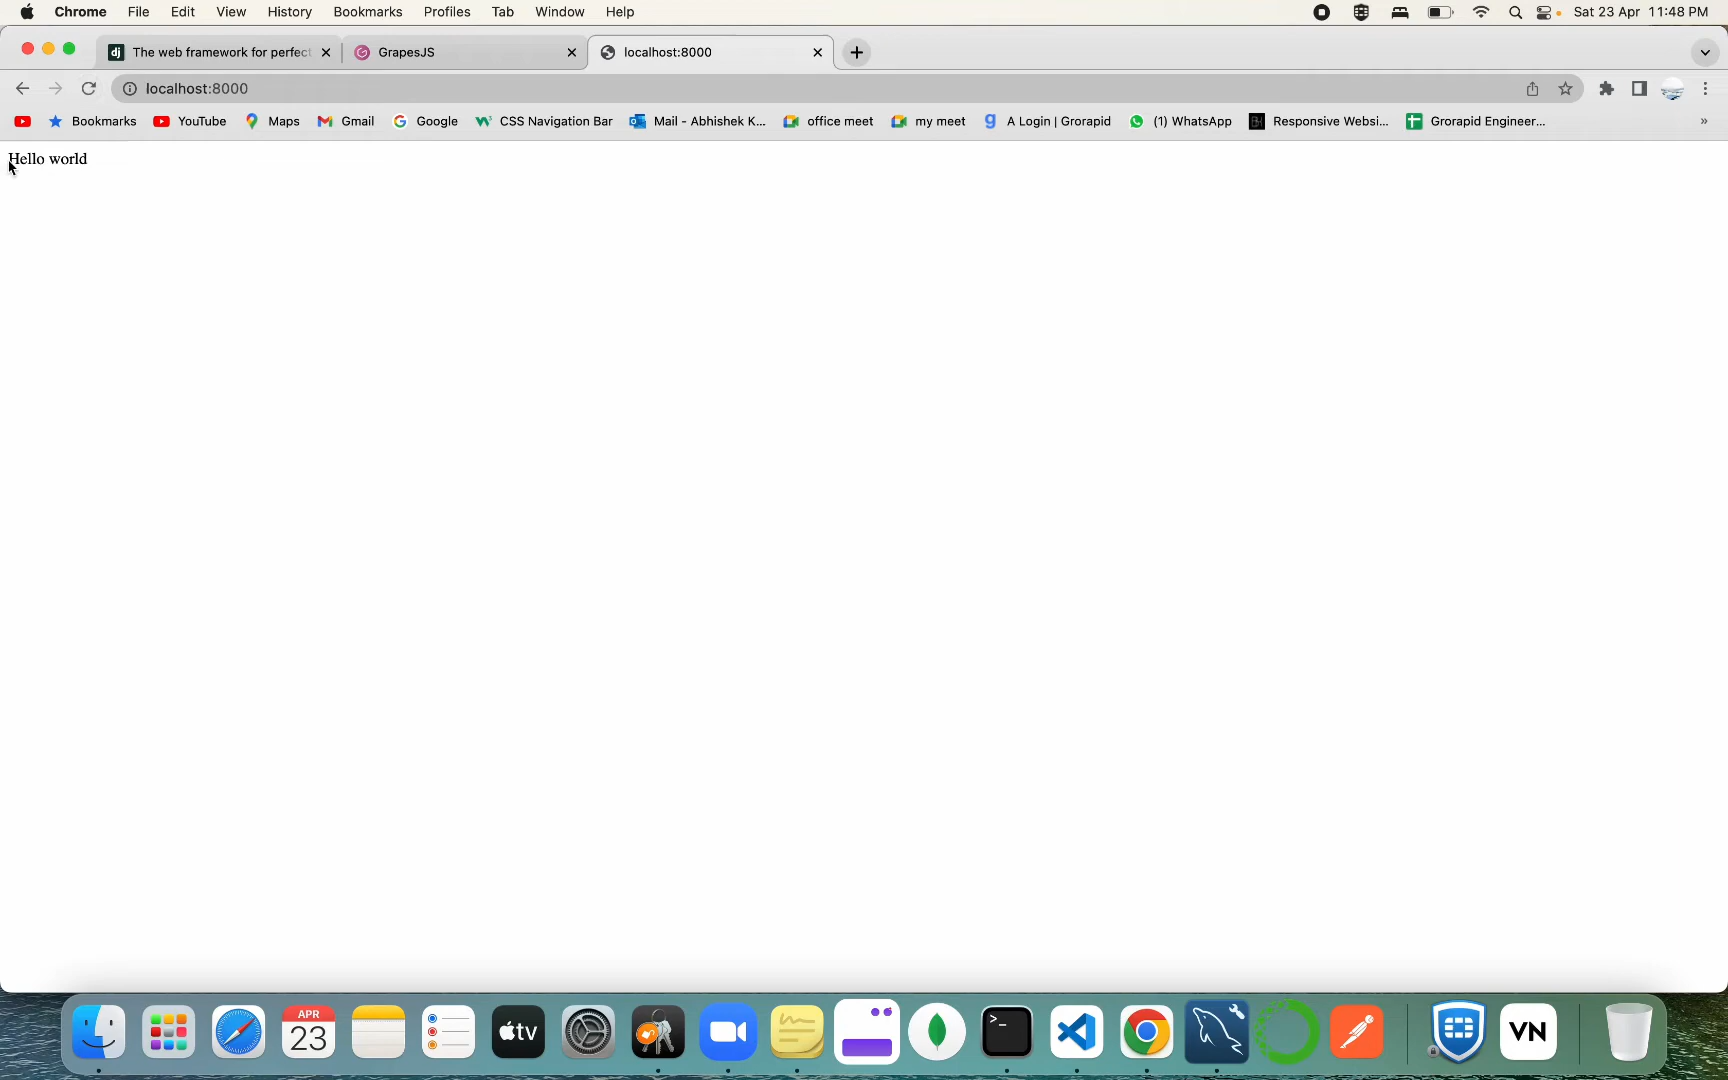 Chrome File Edit View History Bookmarks Profiles Tab Window Help Sat 23 Apr 11:48 PM
dj The web framework for perfect GrapesJS localhost:8000
localhost:8000
Bookmarks YouTube Maps Gmail Google CSS Navigation Bar Mail - Abhishek K... office meet my meet A Login | Grorapid (1) WhatsApp Responsive Websi... Grorapid Engineer... »
Hello world
APR
23 tv >_ VN